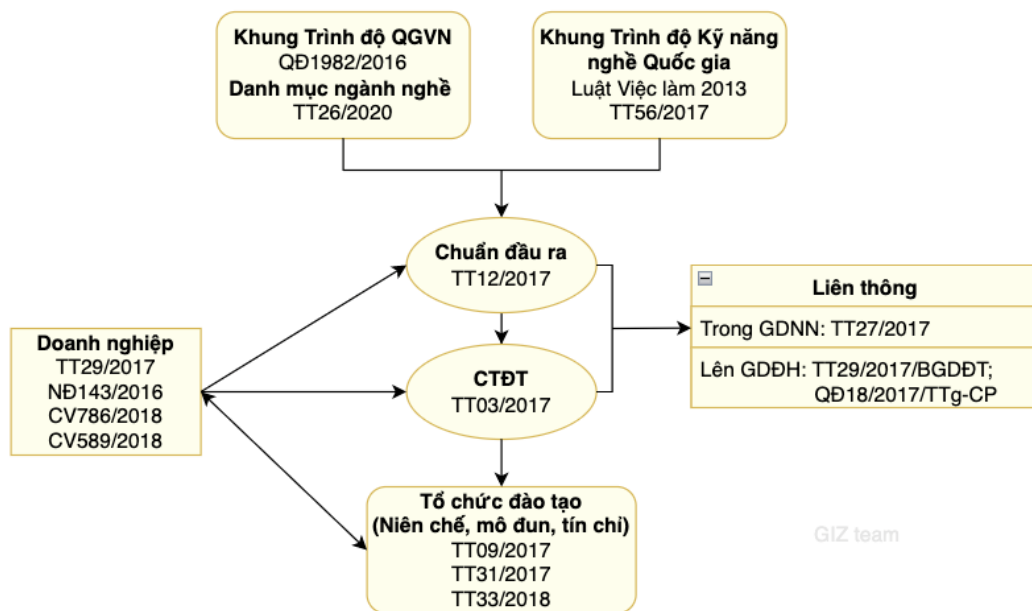 Khung Trình độ QGVN
QĐ1982/2016
Danh mục ngành nghề
TT26/2020
Khung Trình độ Kỹ năng
nghề Quốc gia
Luật Việc làm 2013
TT56/2017
Chuẩn đầu ra
TT12/2017
Liên thông
Trong GDNN: TT27/2017
Lên GDĐH: TT29/2017/BGDĐT;
QĐ18/2017/TTg-CP
Doanh nghiệp
TT29/2017
NĐ143/2016
CV786/2018
CV589/2018
CTĐT
TT03/2017
Tổ chức đào tạo
(Niên chế, mô đun, tín chỉ)
TT09/2017
TT31/2017
TT33/2018
GIZ team